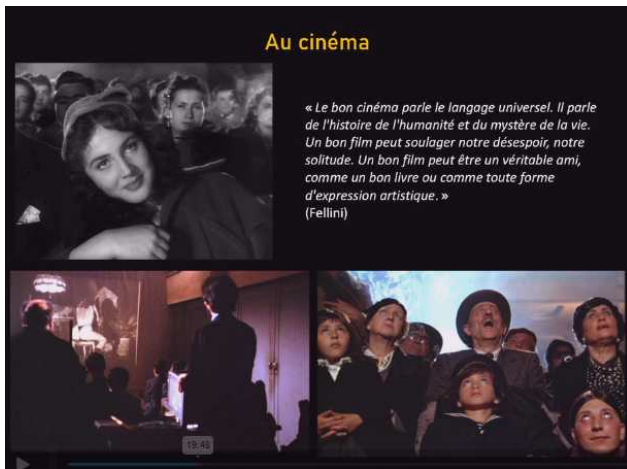 Au cinéma
« Le bon cinéma parle le langage universel. Il parle
de l'histoire de l'humanité et du mystère de la vie.
Un bon film peut soulager notre désespoir, notre
solitude. Un bon film peut être un véritable ami,
comme un bon livre ou comme toute forme
d'expression artistique. »
(Fellini)
19:48